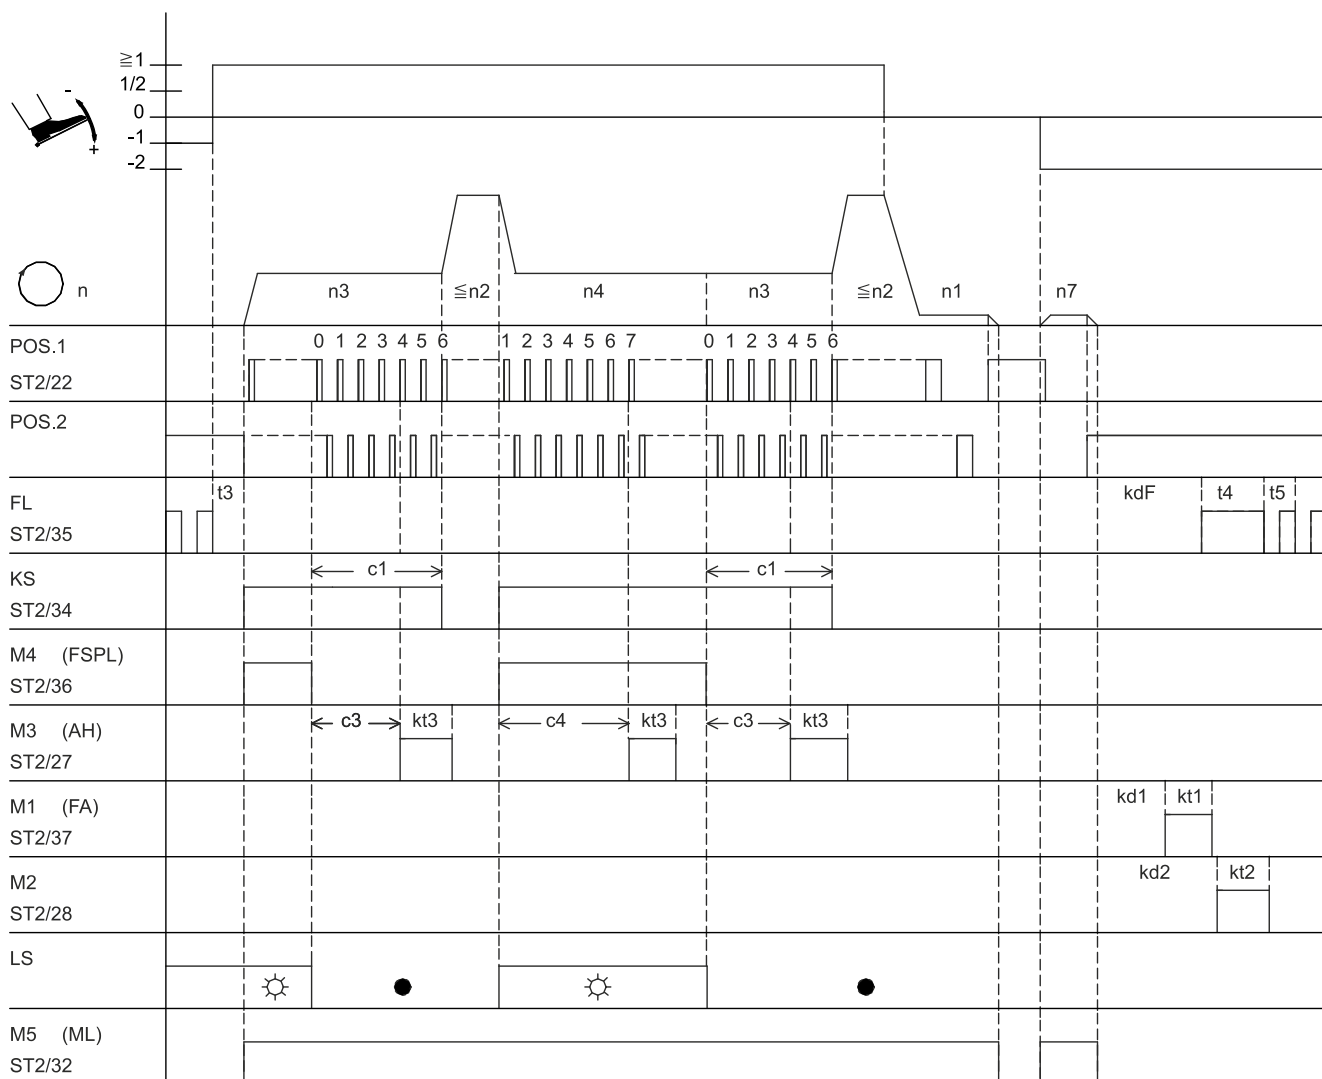 ≧1
1/2
0
-1
-2
-
+
n
n3
≦n2
n4
n3
≦n2
n1
n7
POS.1
0 1 2 3 4 5 6
1 2 3 4 5 6 7
0 1 2 3 4 5 6
ST2/22
POS.2
FL
t3
kdF
t4
t5
ST2/35
KS
c1
c1
ST2/34
M4 (FSPL)
ST2/36
M3 (AH)
c3
kt3
c4
kt3
c3
kt3
ST2/27
M1 (FA)
kd1
kt1
ST2/37
M2
kd2
kt2
ST2/28
LS
M5 (ML)
ST2/32